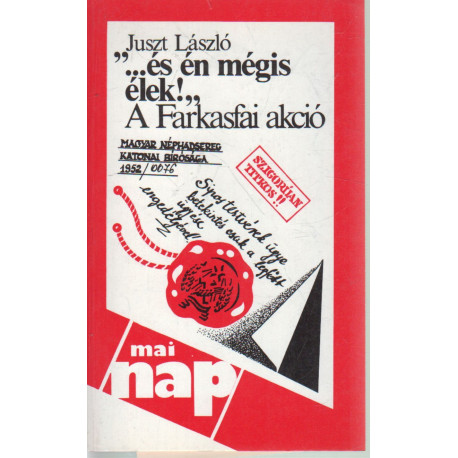 Juszt László
„...és én mégis
élek!„
A Farkasfai akció
MAGYAR NÉPHADSEREG
KATONAI BÍRÓSÁGA
1952/0076
SZIGORÚAN
TITKOS!!
Sipos testvérek ügye
betekintés csak a legfőbb
ügyész
engedélyével!
mai
nap